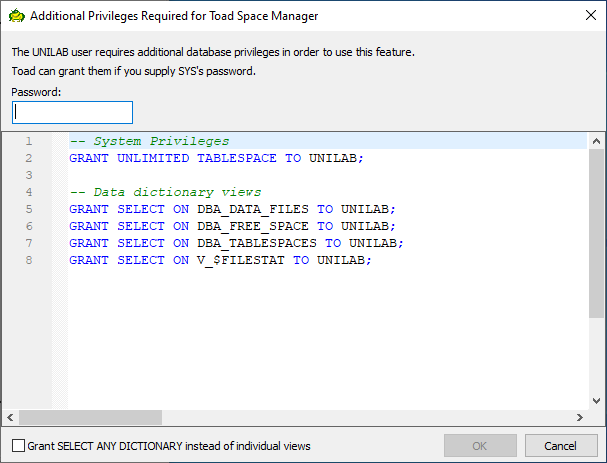 Additional Privileges Required for Toad Space Manager
The UNILAB user requires additional database privileges in order to use this feature.
Toad can grant them if you supply SYS's password.
Password:
1 -- System Privileges
2 GRANT UNLIMITED TABLESPACE TO UNILAB;
3
4 -- Data dictionary views
5 GRANT SELECT ON DBA_DATA_FILES TO UNILAB;
6 GRANT SELECT ON DBA_FREE_SPACE TO UNILAB;
7 GRANT SELECT ON DBA_TABLESPACES TO UNILAB;
8 GRANT SELECT ON V_$FILESTAT TO UNILAB;
Grant SELECT ANY DICTIONARY instead of individual views
OK
Cancel